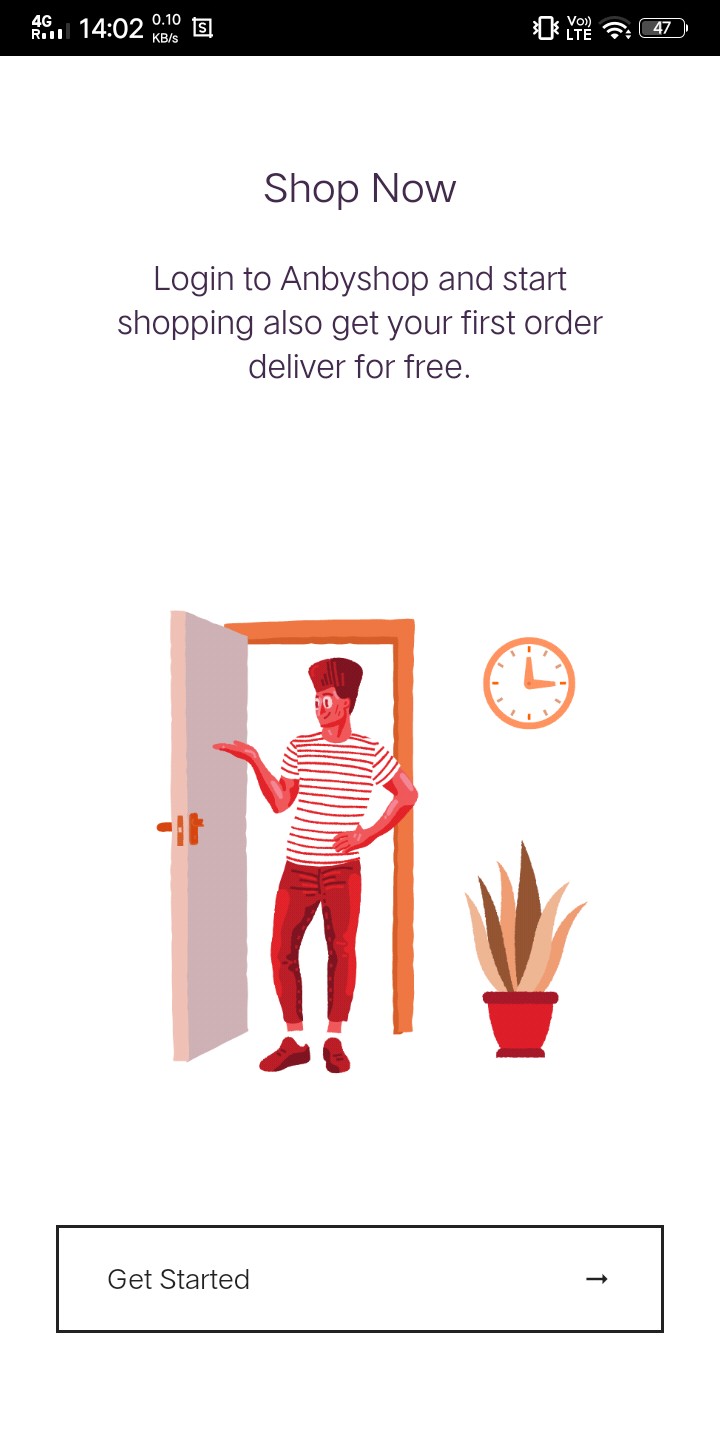 4G
R
14:02
0.10
KB/s
S
Vo))
LTE
47
Shop Now
Login to Anbyshop and start
shopping also get your first order
deliver for free.
Get Started →